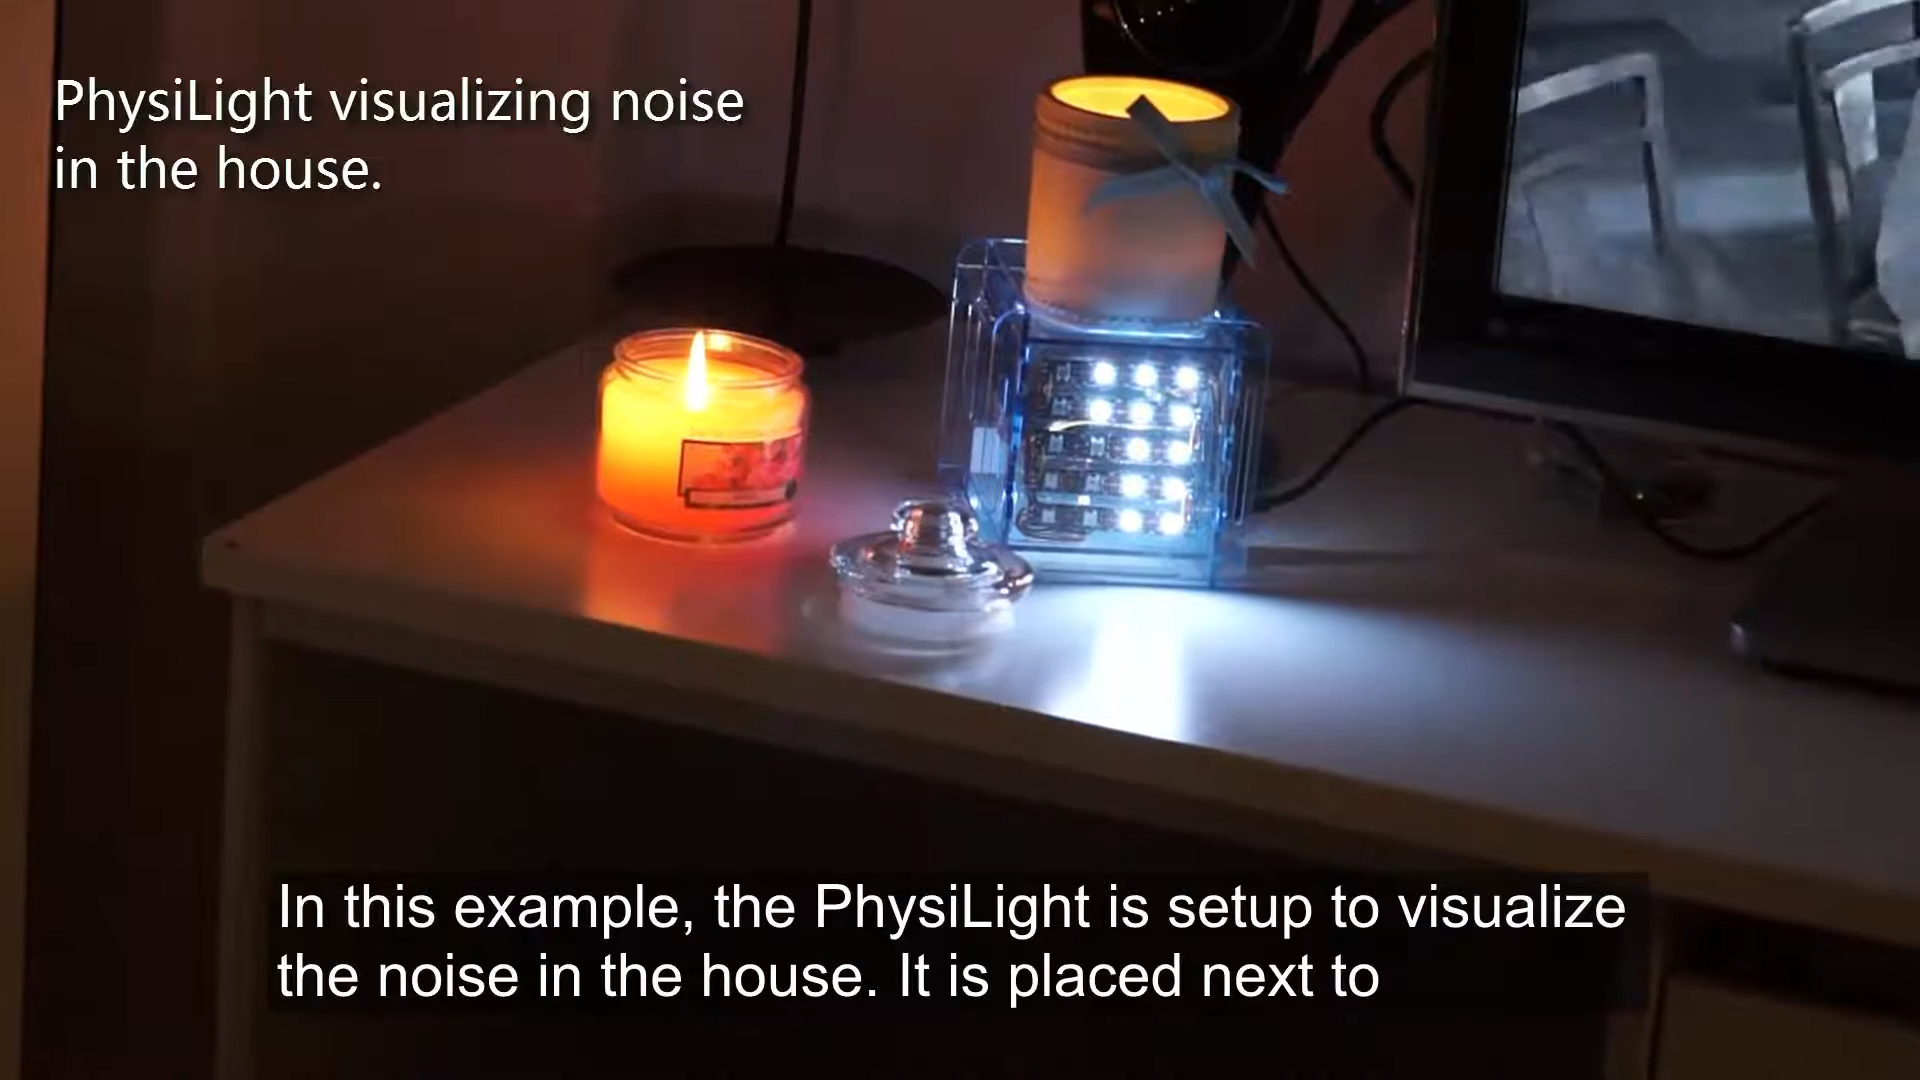 PhysiLight visualizing noise
in the house.
In this example, the PhysiLight is setup to visualize
the noise in the house. It is placed next to